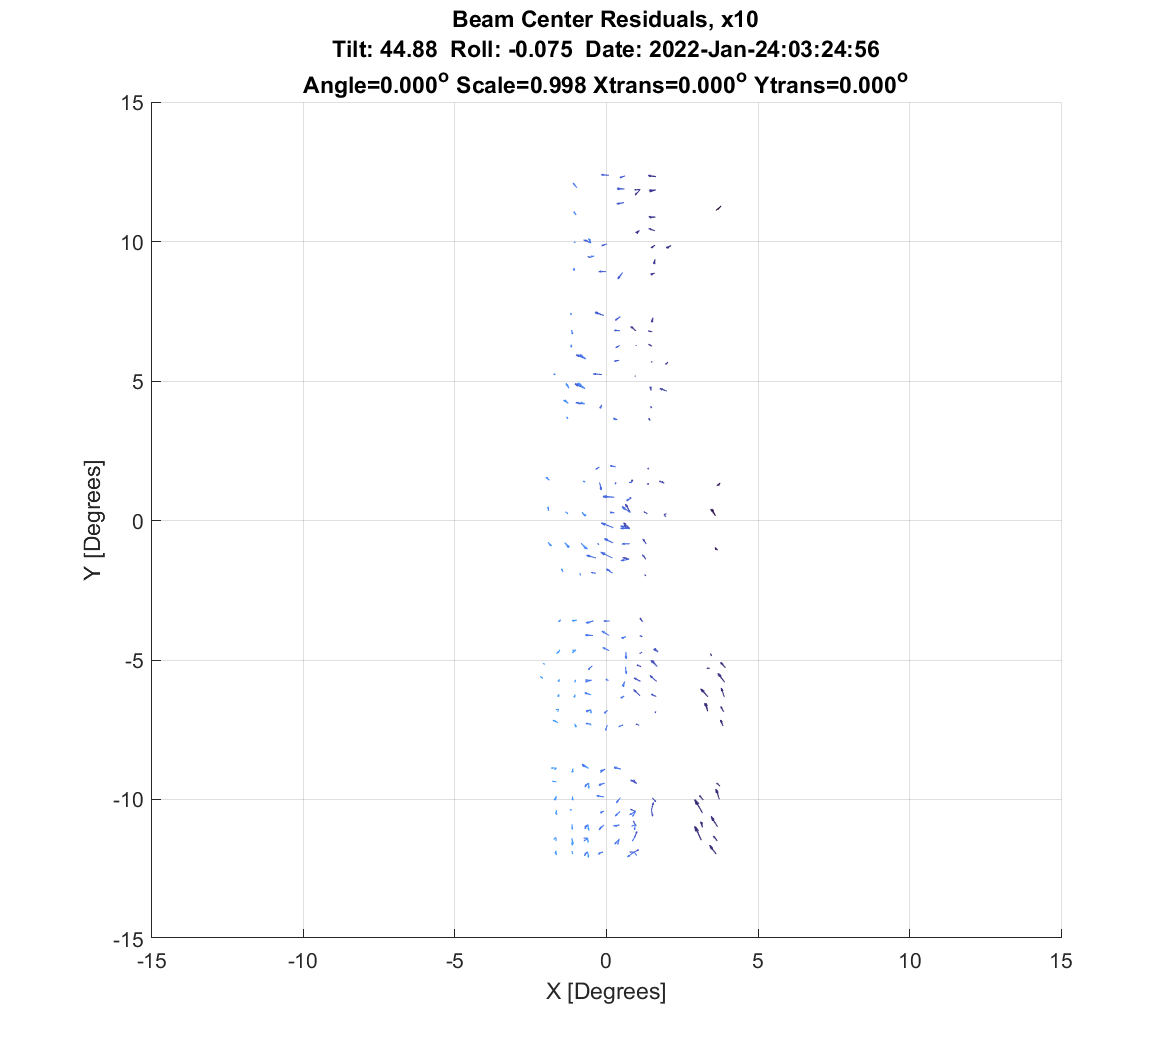 Beam Center Residuals, x10
Tilt: 44.88 Roll: -0.075 Date: 2022-Jan-24:03:24:56
Angle=0.000° Scale=0.998 Xtrans=0.000° Ytrans=0.000°
15
10
5
0
-5
-10
-15
Y [Degrees]
-15 -10 -5 0 5 10 15
X [Degrees]